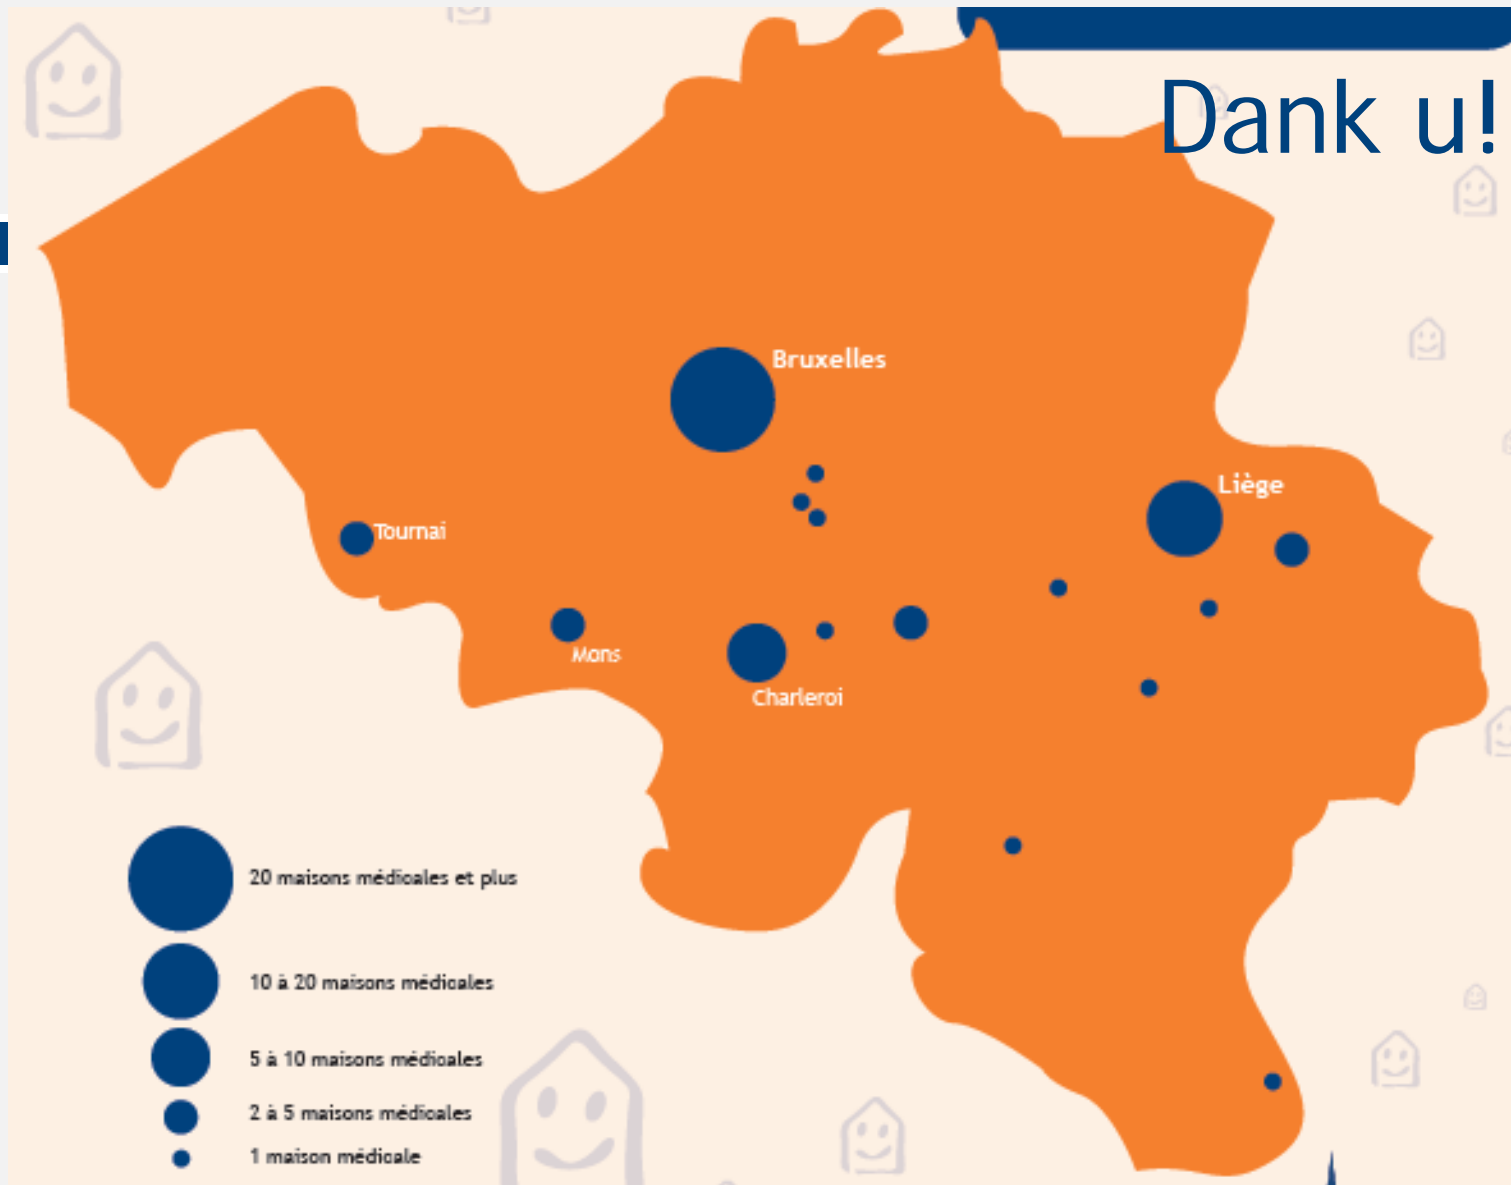 Dank u!
Bruxelles
Liège
Tournai
Mons
Charleroi
20 maisons médicales et plus
10 à 20 maisons médicales
5 à 10 maisons médicales
2 à 5 maisons médicales
1 maison médicale